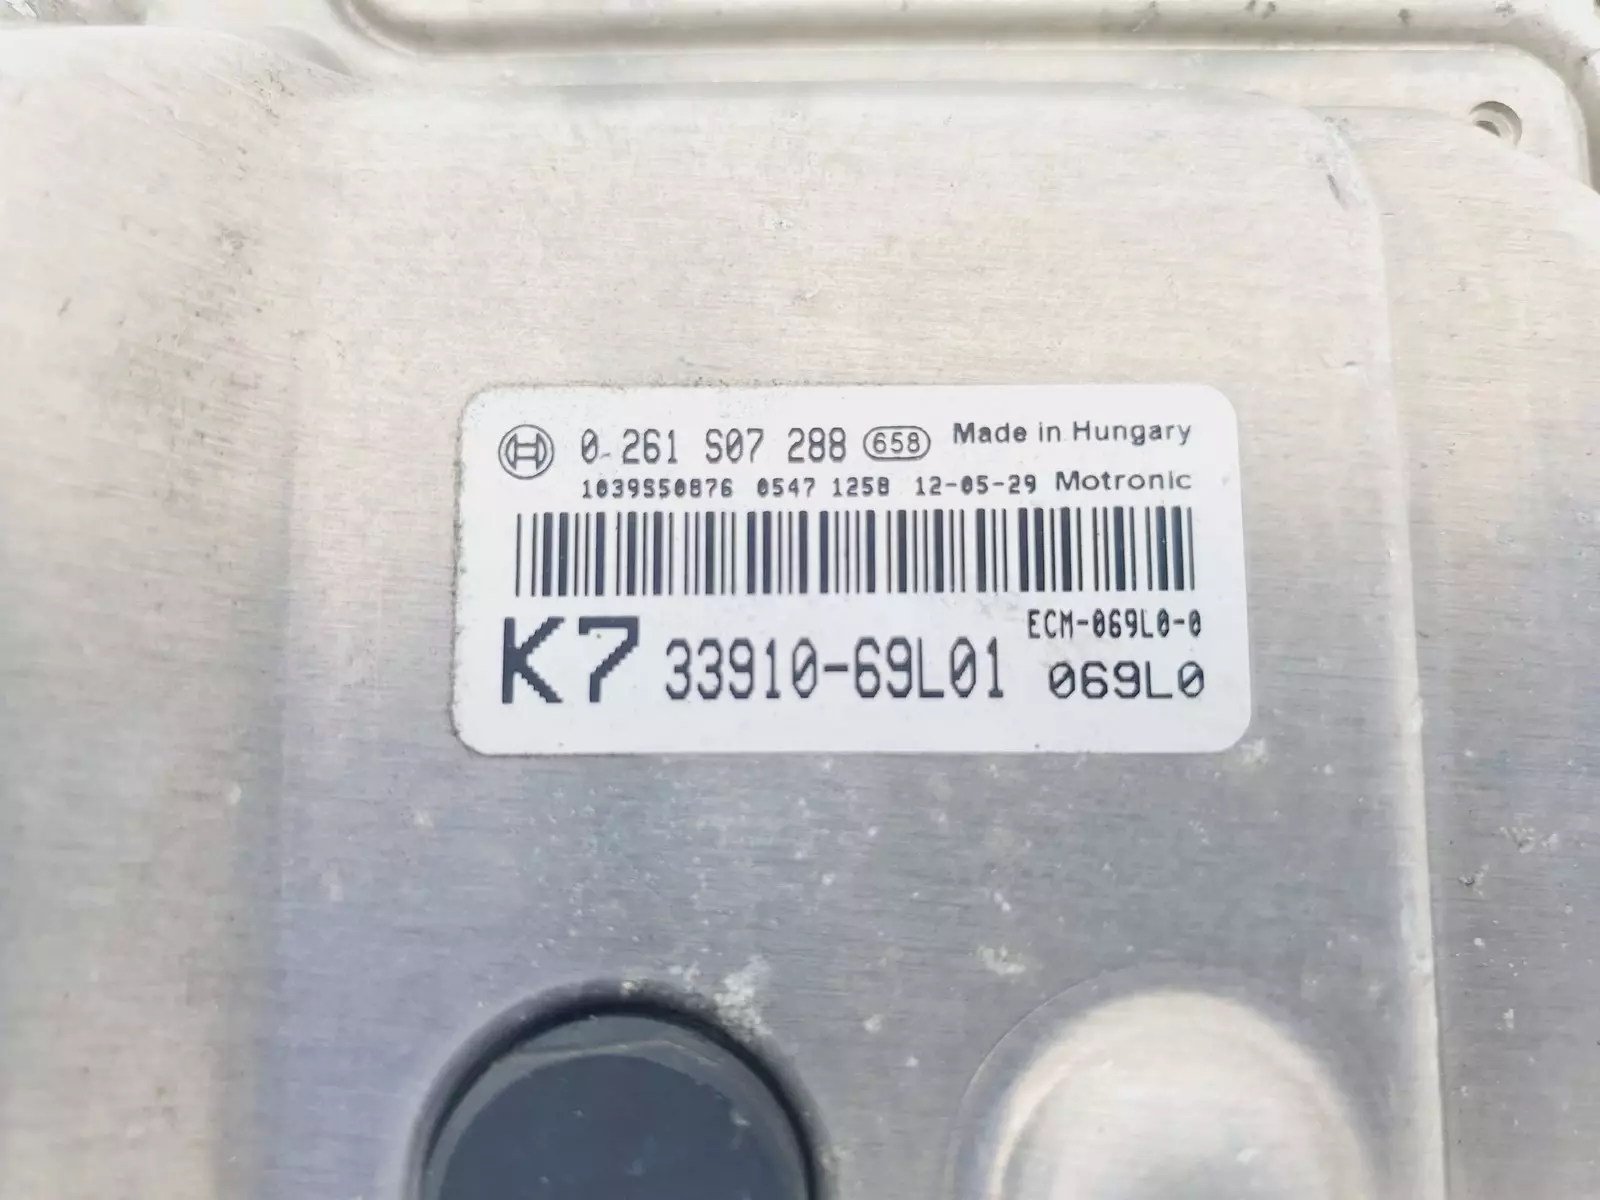 0 261 S07 288 658 Made in Hungary
1039S50876 0547 1258 12-05-29 Motronic
ECM-069L0-0
K7 33910-69L01 069L0